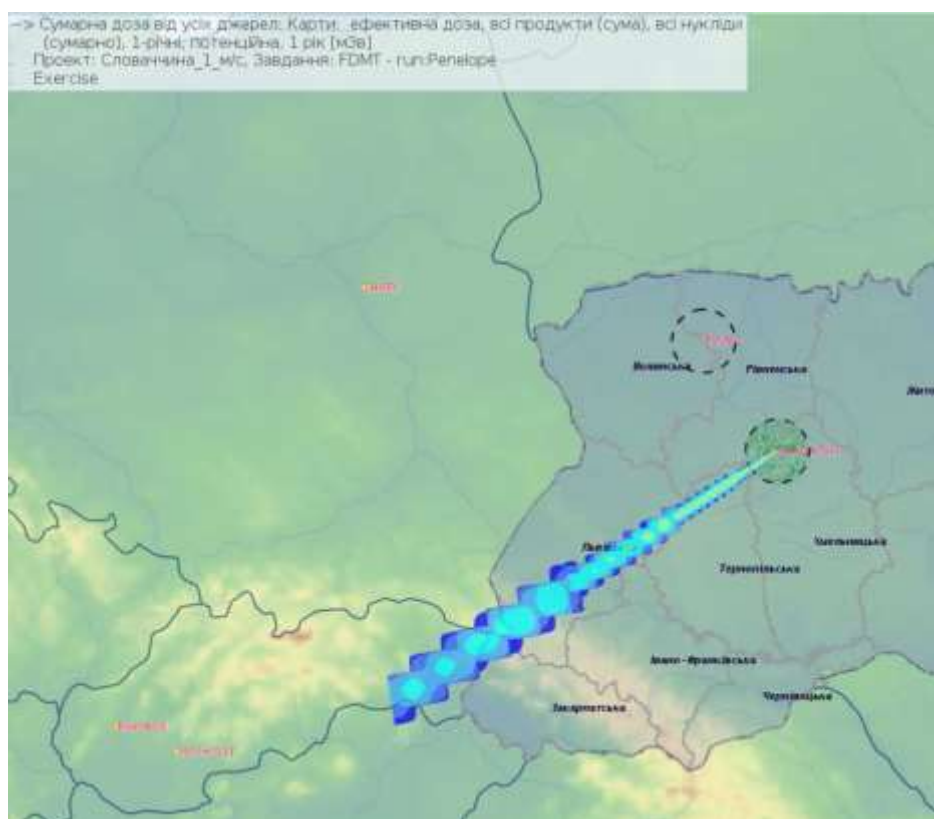 --> Сумарна доза від усіх джерел: Карти: ефективна доза, всі продукти (сума), всі нукліди
(сумарно), 1-річні, потенційна, 1 рік [мЗв]
Проект: Словаччина_1_м/с, Завдання: FDMT - run:Penelope
Exercise
Волинська
Рівненська
Жито
Львів
Хмельницька
Тернопільська
Івано-Франківська
Чернівецька
Закарпатська